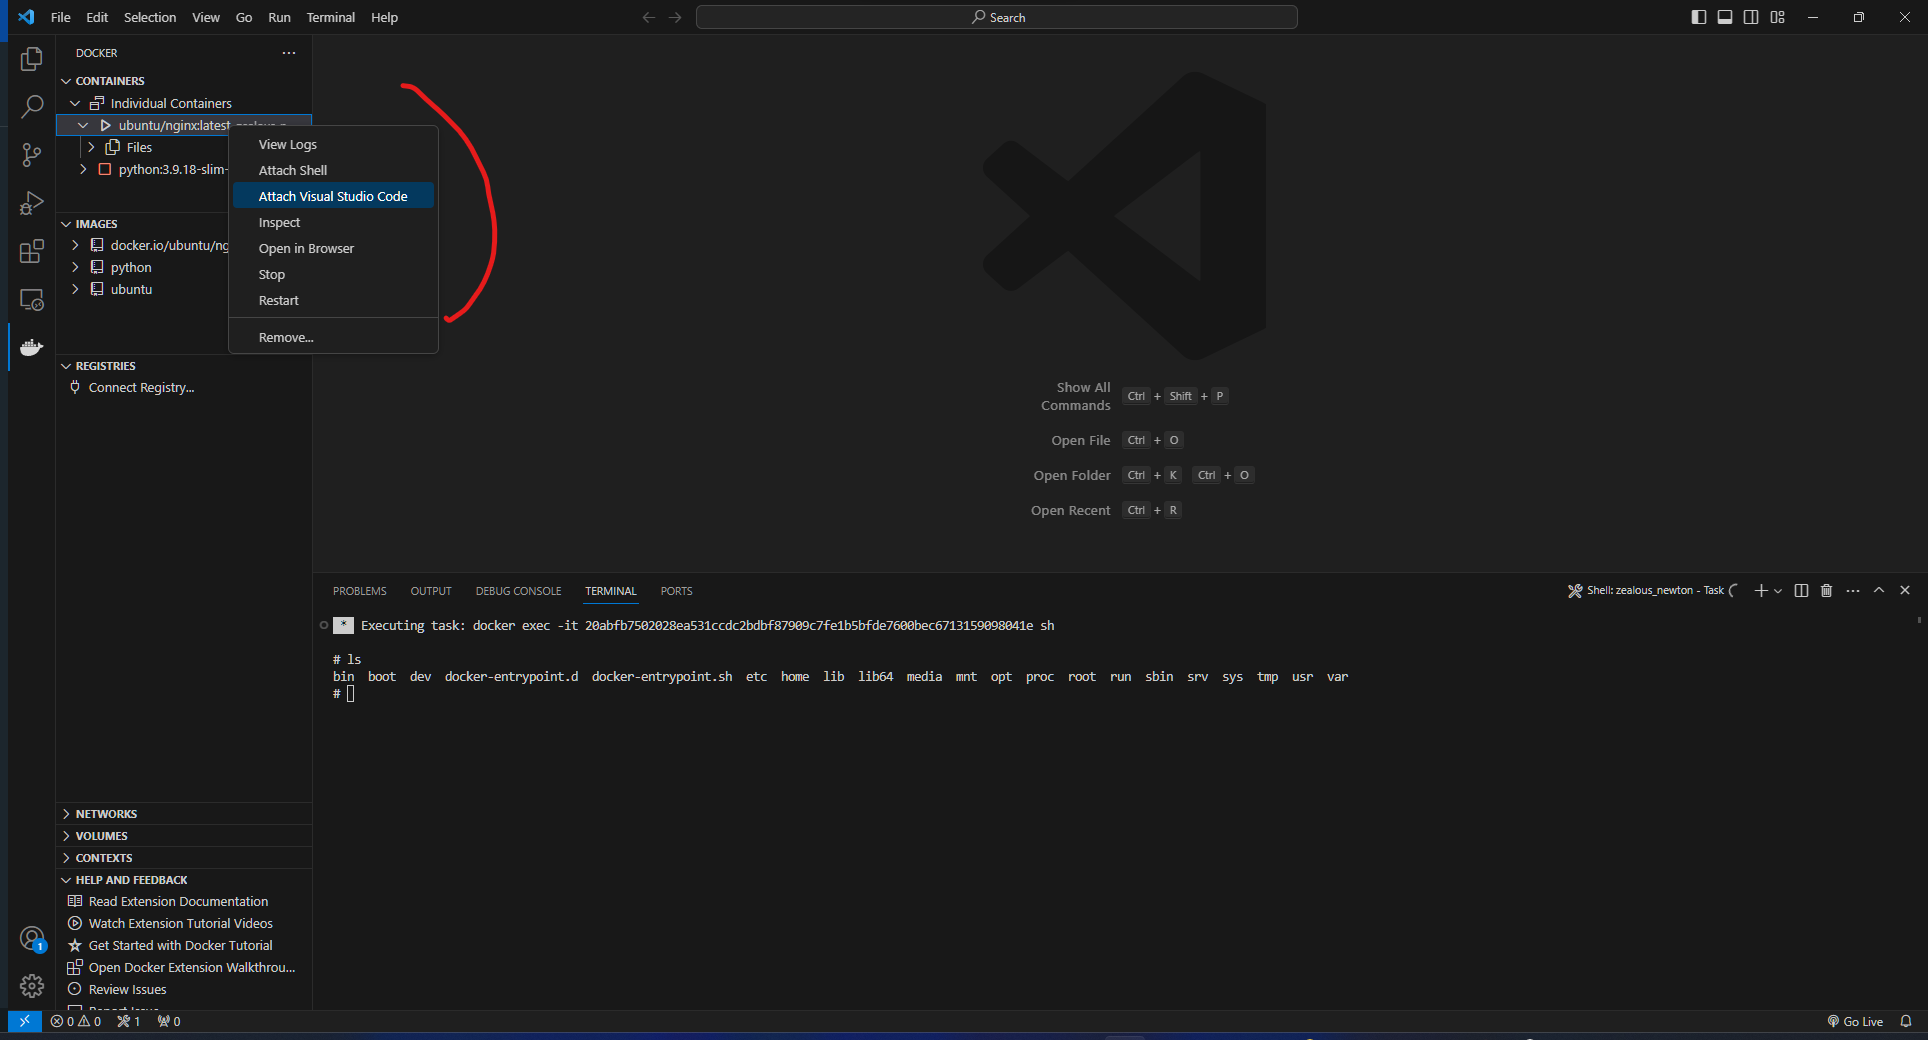 File Edit Selection View Go Run Terminal Help
Search
DOCKER
CONTAINERS
Individual Containers
ubuntu/nginx:latest
Files
python:3.9.18-slim-
View Logs
Attach Shell
Attach Visual Studio Code
Inspect
Open in Browser
Stop
Restart
Remove...
IMAGES
docker.io/ubuntu/ng
python
ubuntu
REGISTRIES
Connect Registry...
Show All Commands Ctrl + Shift + P
Open File Ctrl + O
Open Folder Ctrl + K Ctrl + O
Open Recent Ctrl + R
PROBLEMS OUTPUT DEBUG CONSOLE TERMINAL PORTS
Shell: zealous_newton - Task
* Executing task: docker exec -it 20abfb7502028ea531ccdc2bdbf87909c7fe1b5bfde7600bec6713159098041e sh
# ls
bin boot dev docker-entrypoint.d docker-entrypoint.sh etc home lib lib64 media mnt opt proc root run sbin srv sys tmp usr var
#
NETWORKS
VOLUMES
CONTEXTS
HELP AND FEEDBACK
Read Extension Documentation
Watch Extension Tutorial Videos
Get Started with Docker Tutorial
Open Docker Extension Walkthrou...
Review Issues
1
0 0 1 0
Go Live